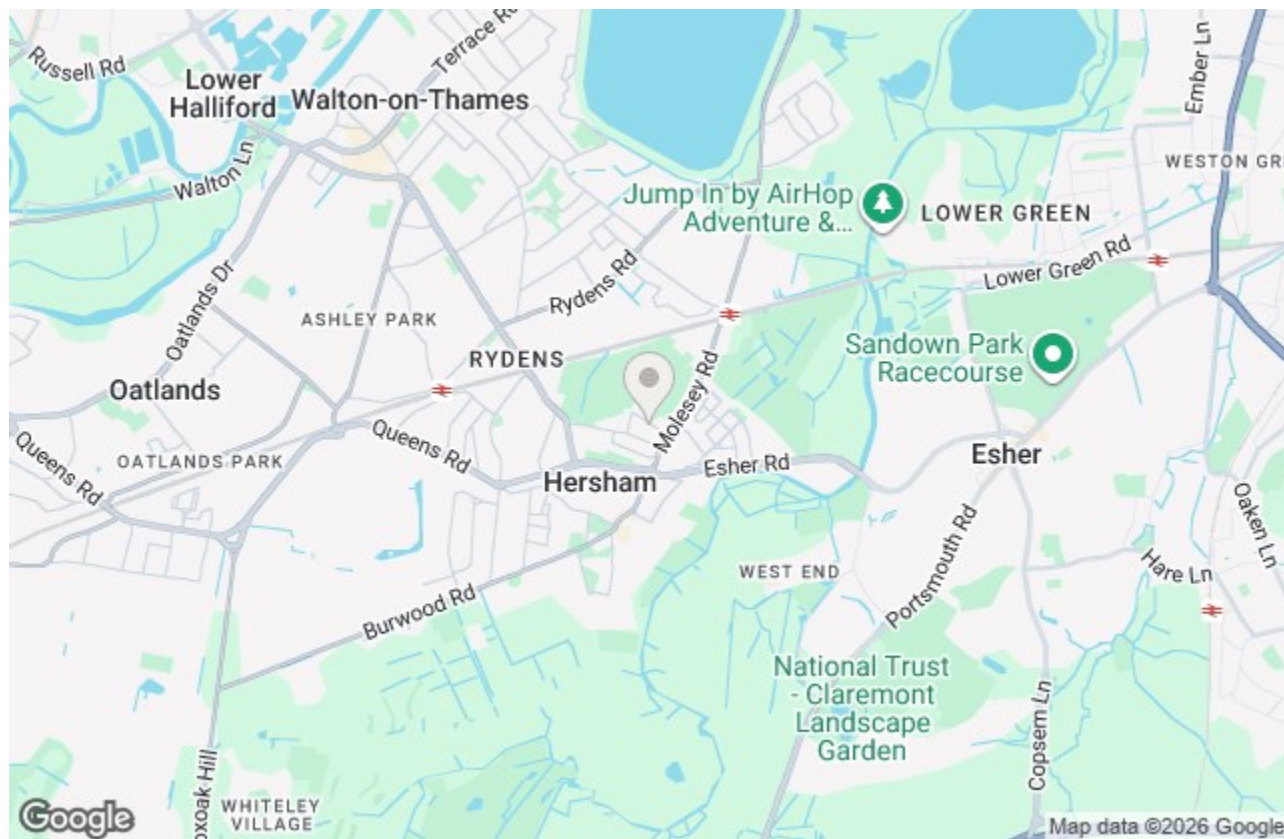 Russell Rd
Terrace Rd
Ember Ln
Lower
Halliford
Walton-on-Thames
Walton Ln
WESTON GR
Jump In by AirHop
Adventure &...
LOWER GREEN
Lower Green Rd
Oatlands Dr
Rydens Rd
ASHLEY PARK
RYDENS
Sandown Park
Racecourse
Oatlands
Molesey Rd
Queens Rd
Queens Rd
OATLANDS PARK
Hersham
Esher Rd
Esher
Oaken Ln
Portsmouth Rd
WEST END
Hare Ln
Burwood Rd
National Trust
- Claremont
Landscape
Garden
Copsem Ln
oxoak Hill
WHITELEY
VILLAGE
Google
Map data ©2026 Google